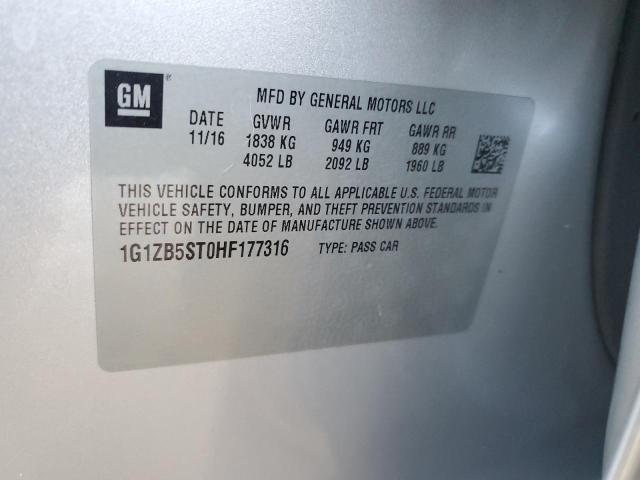 GM®
MFD BY GENERAL MOTORS LLC
DATE GVWR GAWR FRT GAWR RR
11/16 1838 KG 949 KG 889 KG
4052 LB 2092 LB 1960 LB
THIS VEHICLE CONFORMS TO ALL APPLICABLE U.S. FEDERAL MOTOR
VEHICLE SAFETY, BUMPER, AND THEFT PREVENTION STANDARDS IN
EFFECT ON THE DATE OF MANUFACTURE SHOWN ABOVE.
1G1ZB5ST0HF177316 TYPE: PASS CAR